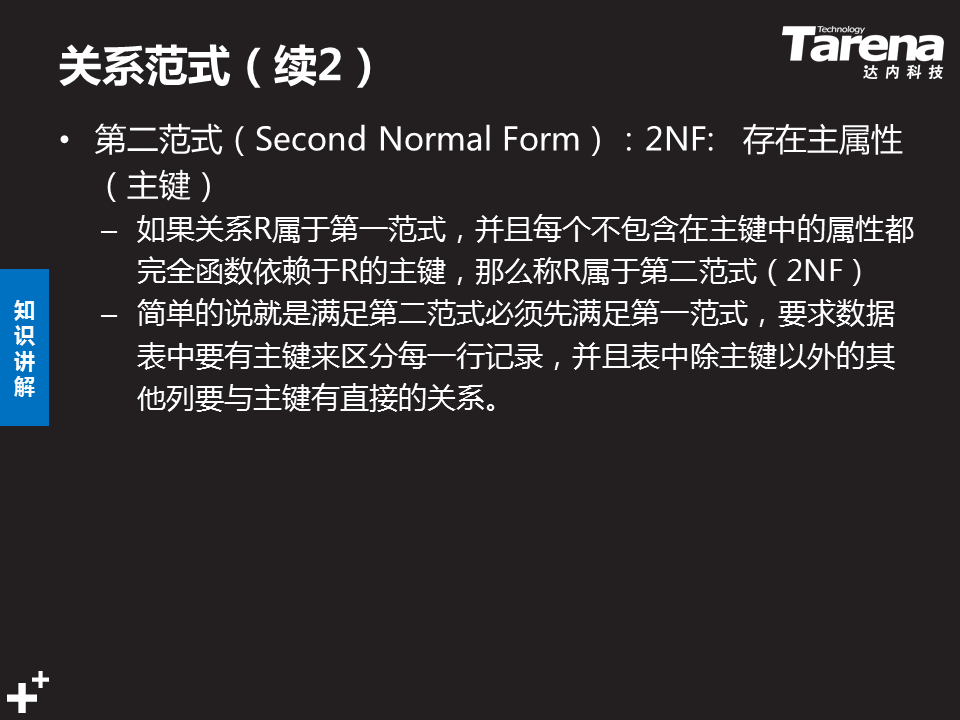 关系范式（续2）
Technology
Tarena
达内科技
• 第二范式（Second Normal Form）：2NF: 存在主属性
（主键）
– 如果关系R属于第一范式，并且每个不包含在主键中的属性都
完全函数依赖于R的主键，那么称R属于第二范式（2NF）
– 简单的说就是满足第二范式必须先满足第一范式，要求数据
表中要有主键来区分每一行记录，并且表中除主键以外的其
他列要与主键有直接的关系。
知
识
讲
解